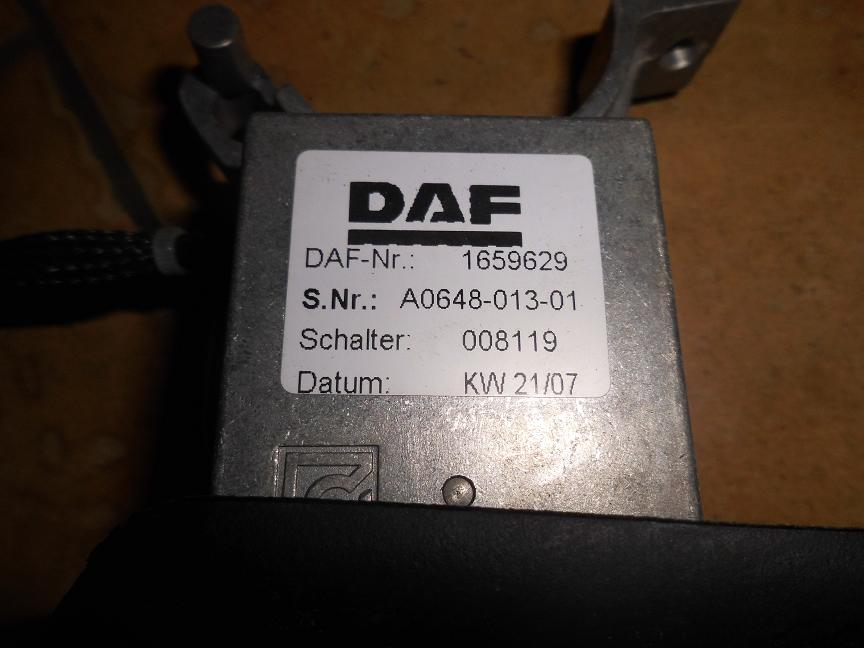 DAF
DAF-Nr.: 1659629
S.Nr.: A0648-013-01
Schalter: 008119
Datum: KW 21/07